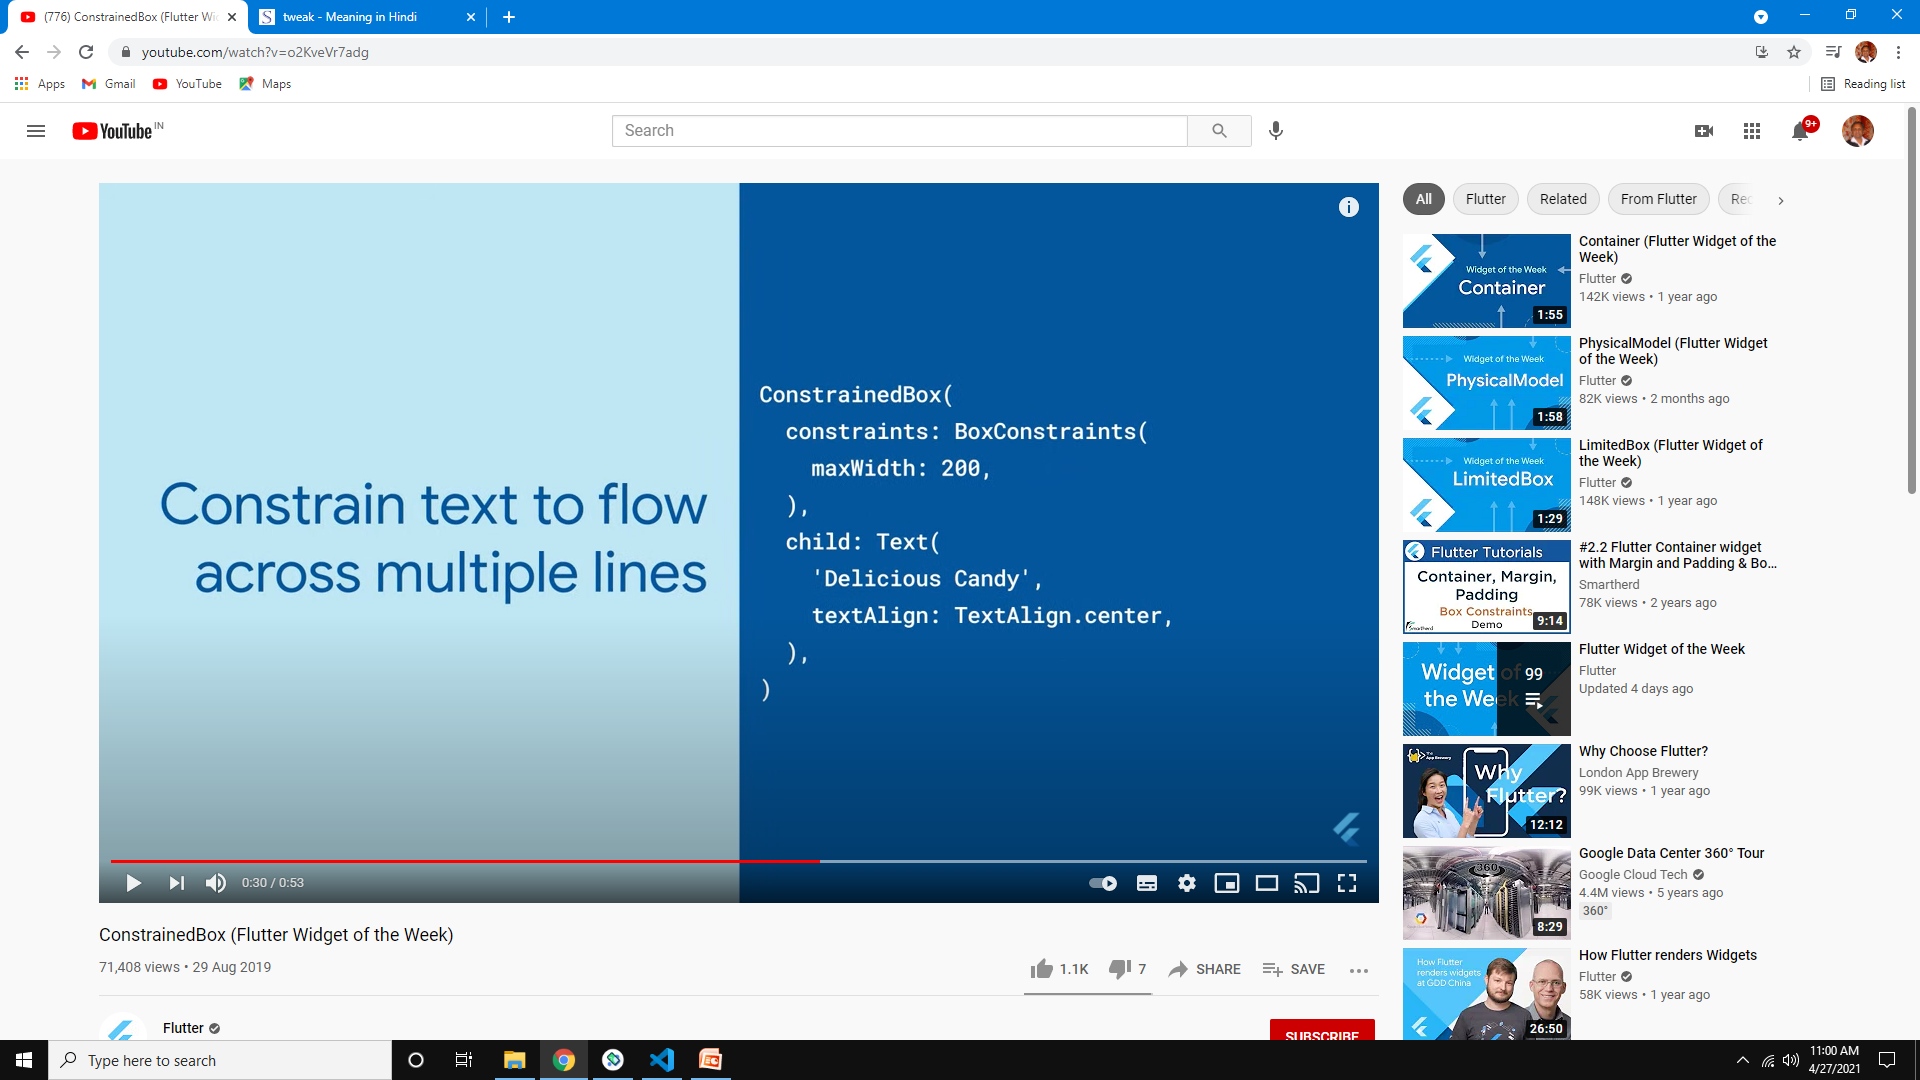 (776) ConstrainedBox (Flutter Wid
tweak - Meaning in Hindi
youtube.com/watch?v=o2KveVr7adg
Apps
Gmail
YouTube
Maps
Reading list
YouTube IN
Search
9+
ConstrainedBox(
constraints: BoxConstraints(
maxWidth: 200,
),
child: Text(
'Delicious Candy',
textAlign: TextAlign.center,
),
)
Constrain text to flow
across multiple lines
0:30 / 0:53
ConstrainedBox (Flutter Widget of the Week)
71,408 views • 29 Aug 2019
1.1K
7
SHARE
SAVE
Flutter
SUBSCRIBE
All
Flutter
Related
From Flutter
Widget of the Week
Container
1:55
Container (Flutter Widget of the
Week)
Flutter
142K views • 1 year ago
Widget of the Week
PhysicalModel
1:58
PhysicalModel (Flutter Widget
of the Week)
Flutter
82K views • 2 months ago
Widget of the Week
LimitedBox
1:29
LimitedBox (Flutter Widget of
the Week)
Flutter
148K views • 1 year ago
Flutter Tutorials
Container, Margin,
Padding
Box Constraints
Demo
Smartherd
9:14
#2.2 Flutter Container widget
with Margin and Padding & Bo...
Smartherd
78K views • 2 years ago
Widget of
the Week
99
Flutter Widget of the Week
Flutter
Updated 4 days ago
The
App Brewery
Why
Flutter?
12:12
Why Choose Flutter?
London App Brewery
99K views • 1 year ago
360°
8:29
Google Data Center 360° Tour
Google Cloud Tech
4.4M views • 5 years ago
360°
How Flutter
renders widgets
at GDD China
26:50
How Flutter renders Widgets
Flutter
58K views • 1 year ago
Type here to search
11:00 AM
4/27/2021